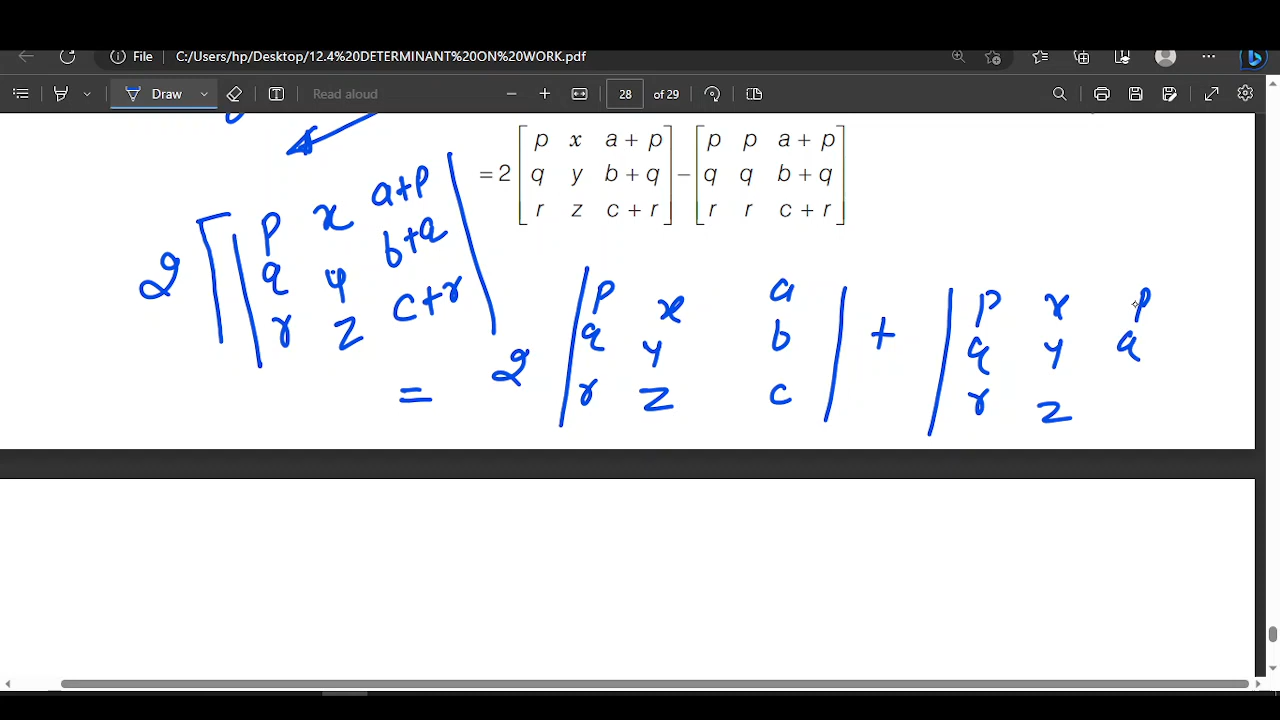 File C:/Users/hp/Desktop/12.4%20DETERMINANT%20ON%20WORK.pdf
Draw Read aloud 28 of 29
p x a + p p p a + p
= 2 q y b + q − q q b + q
r z c + r r r c + r
p x a+p
2 q y b+q
r z c+r
p x a p x p
= 2 q y b + q y q
r z c r z